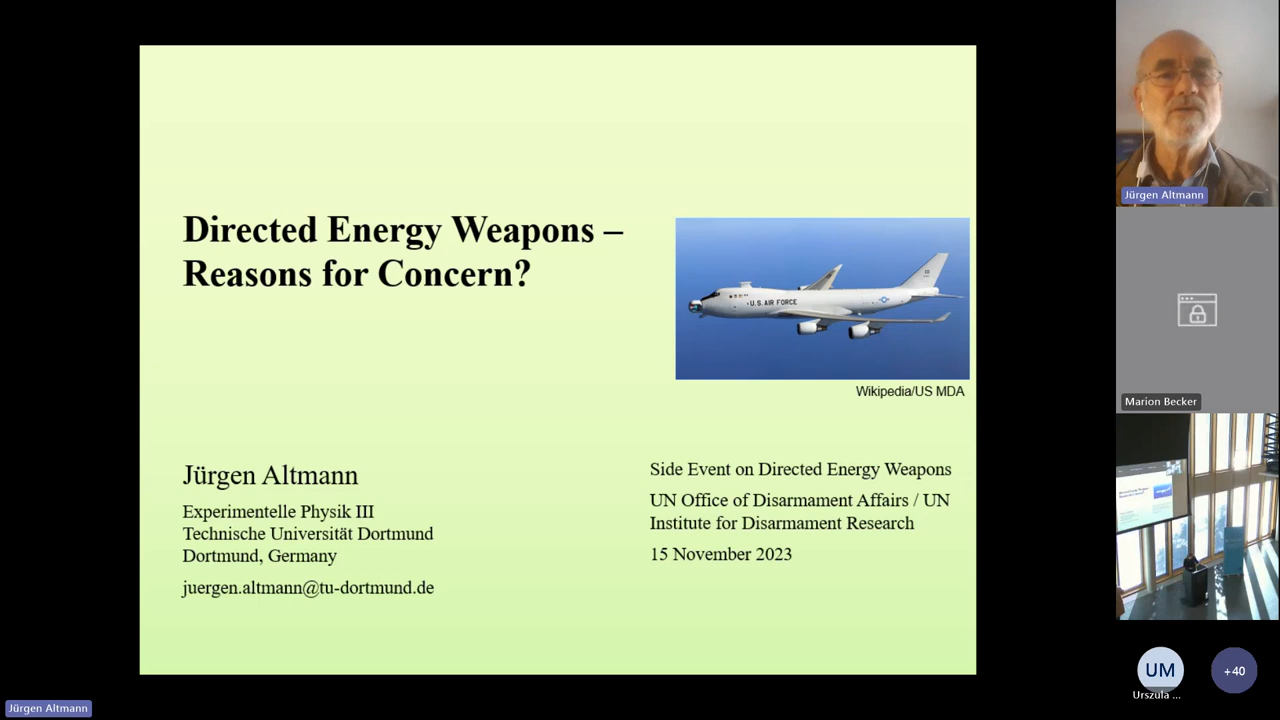 Directed Energy Weapons –
Reasons for Concern?
U.S. AIR FORCE
Wikipedia/US MDA
Jürgen Altmann
Experimentelle Physik III
Technische Universität Dortmund
Dortmund, Germany
juergen.altmann@tu-dortmund.de
Side Event on Directed Energy Weapons
UN Office of Disarmament Affairs / UN
Institute for Disarmament Research
15 November 2023
Jürgen Altmann
Marion Becker
UM
+40
Urszula ...
Jürgen Altmann